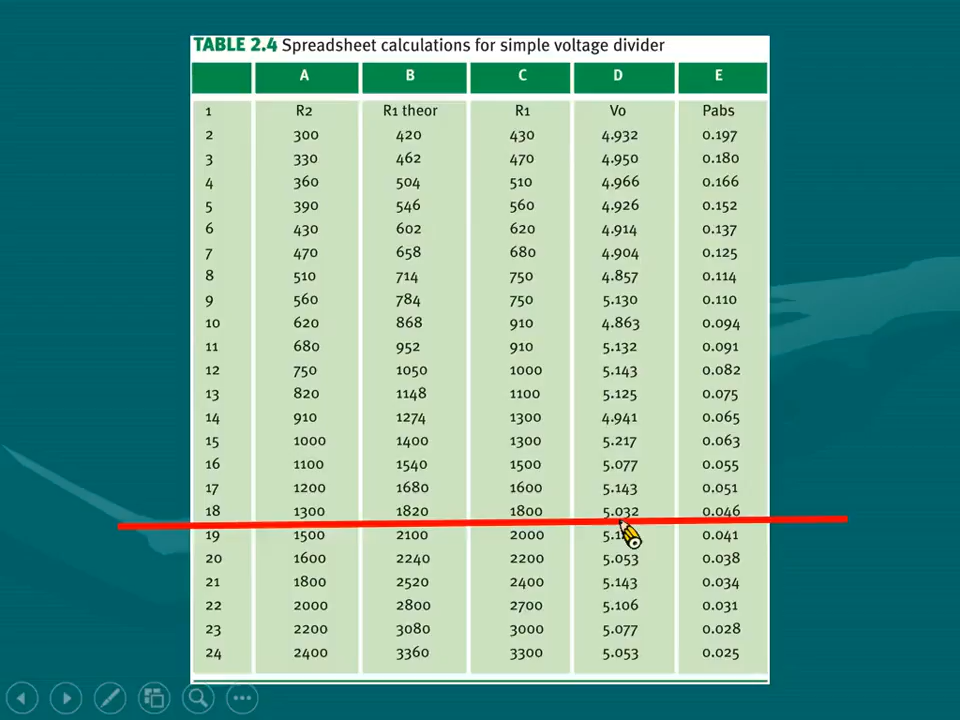 TABLE 2.4 Spreadsheet calculations for simple voltage divider
A B C D E
1 R2 R1 theor R1 Vo Pabs
2 300 420 430 4.932 0.197
3 330 462 470 4.950 0.180
4 360 504 510 4.966 0.166
5 390 546 560 4.926 0.152
6 430 602 620 4.914 0.137
7 470 658 680 4.904 0.125
8 510 714 750 4.857 0.114
9 560 784 750 5.130 0.110
10 620 868 910 4.863 0.094
11 680 952 910 5.132 0.091
12 750 1050 1000 5.143 0.082
13 820 1148 1100 5.125 0.075
14 910 1274 1300 4.941 0.065
15 1000 1400 1300 5.217 0.063
16 1100 1540 1500 5.077 0.055
17 1200 1680 1600 5.143 0.051
18 1300 1820 1800 5.032 0.046
19 1500 2100 2000 0.041
20 1600 2240 2200 5.053 0.038
21 1800 2520 2400 5.143 0.034
22 2000 2800 2700 5.106 0.031
23 2200 3080 3000 5.077 0.028
24 2400 3360 3300 5.053 0.025